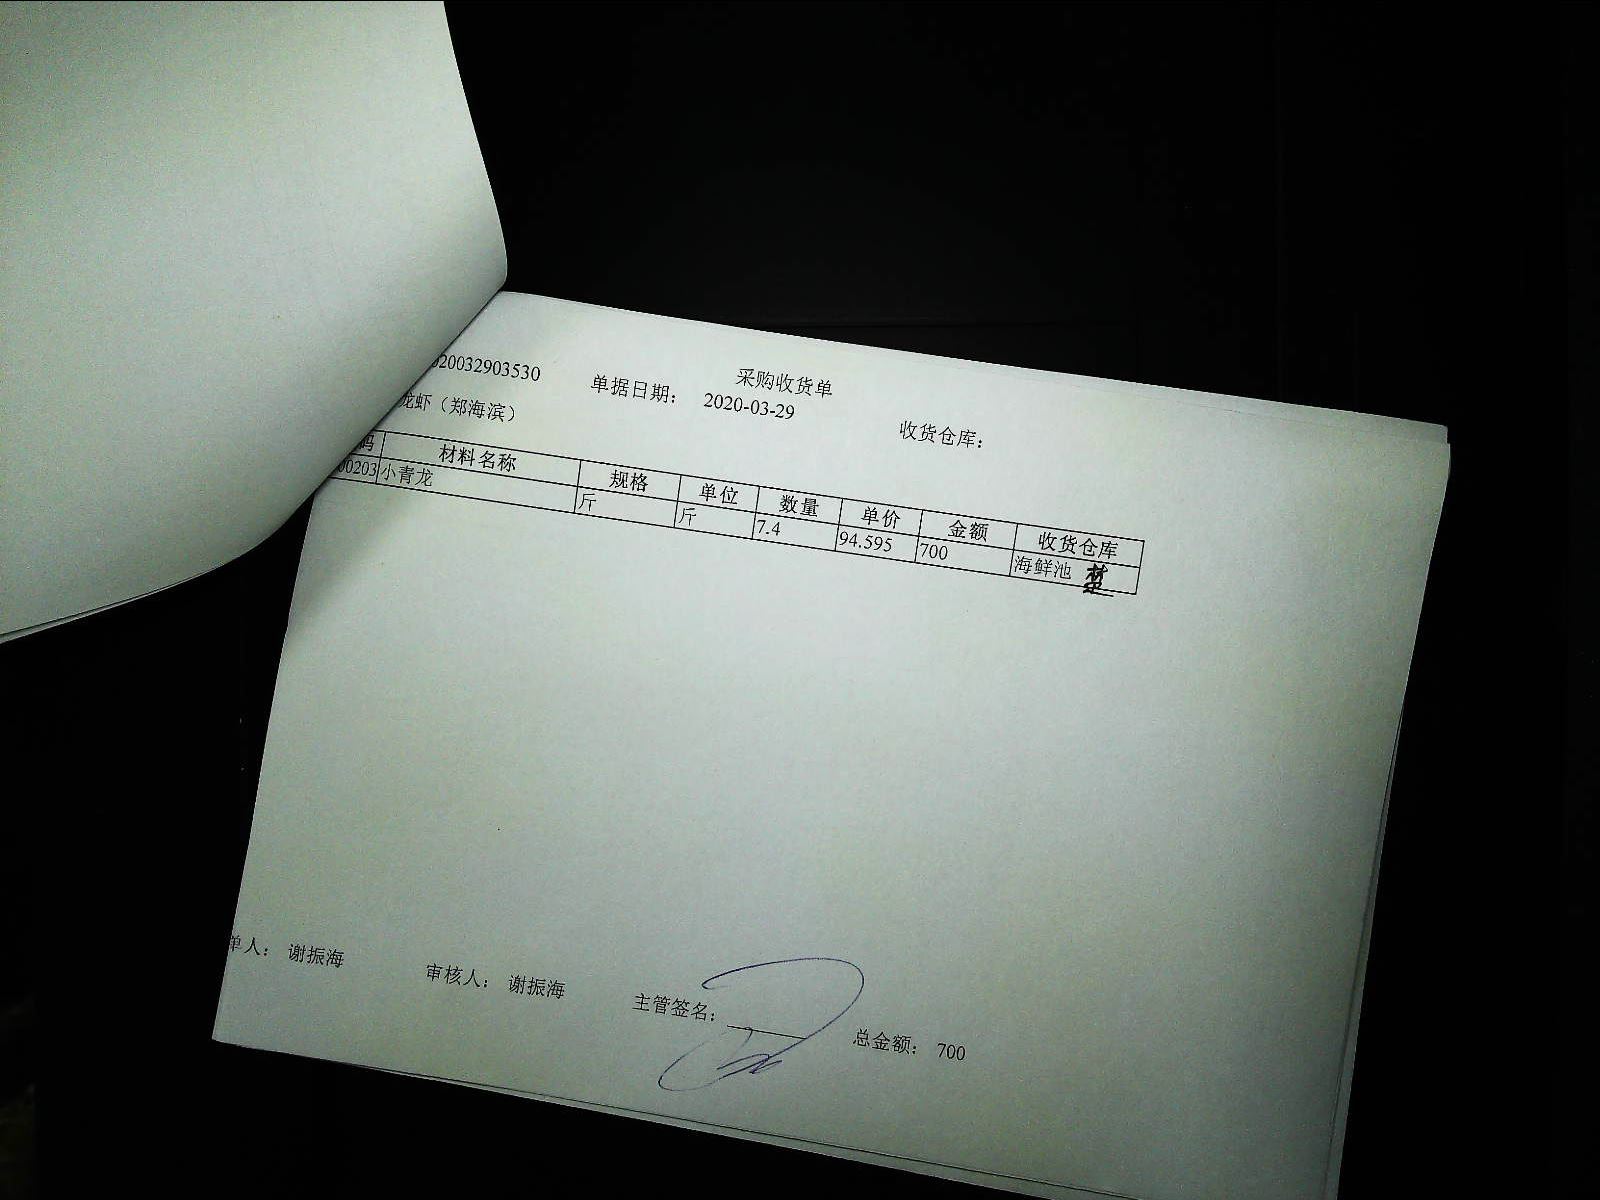 采购收货单
020032903530 单据日期： 2020-03-29 收货仓库：
龙虾（郑海滨）
码 材料名称 规格 单位 数量 单价 金额 收货仓库
00203 小青龙 斤 斤 7.4 94.595 700 海鲜池
单人： 谢振海 审核人： 谢振海 主管签名： 总金额： 700